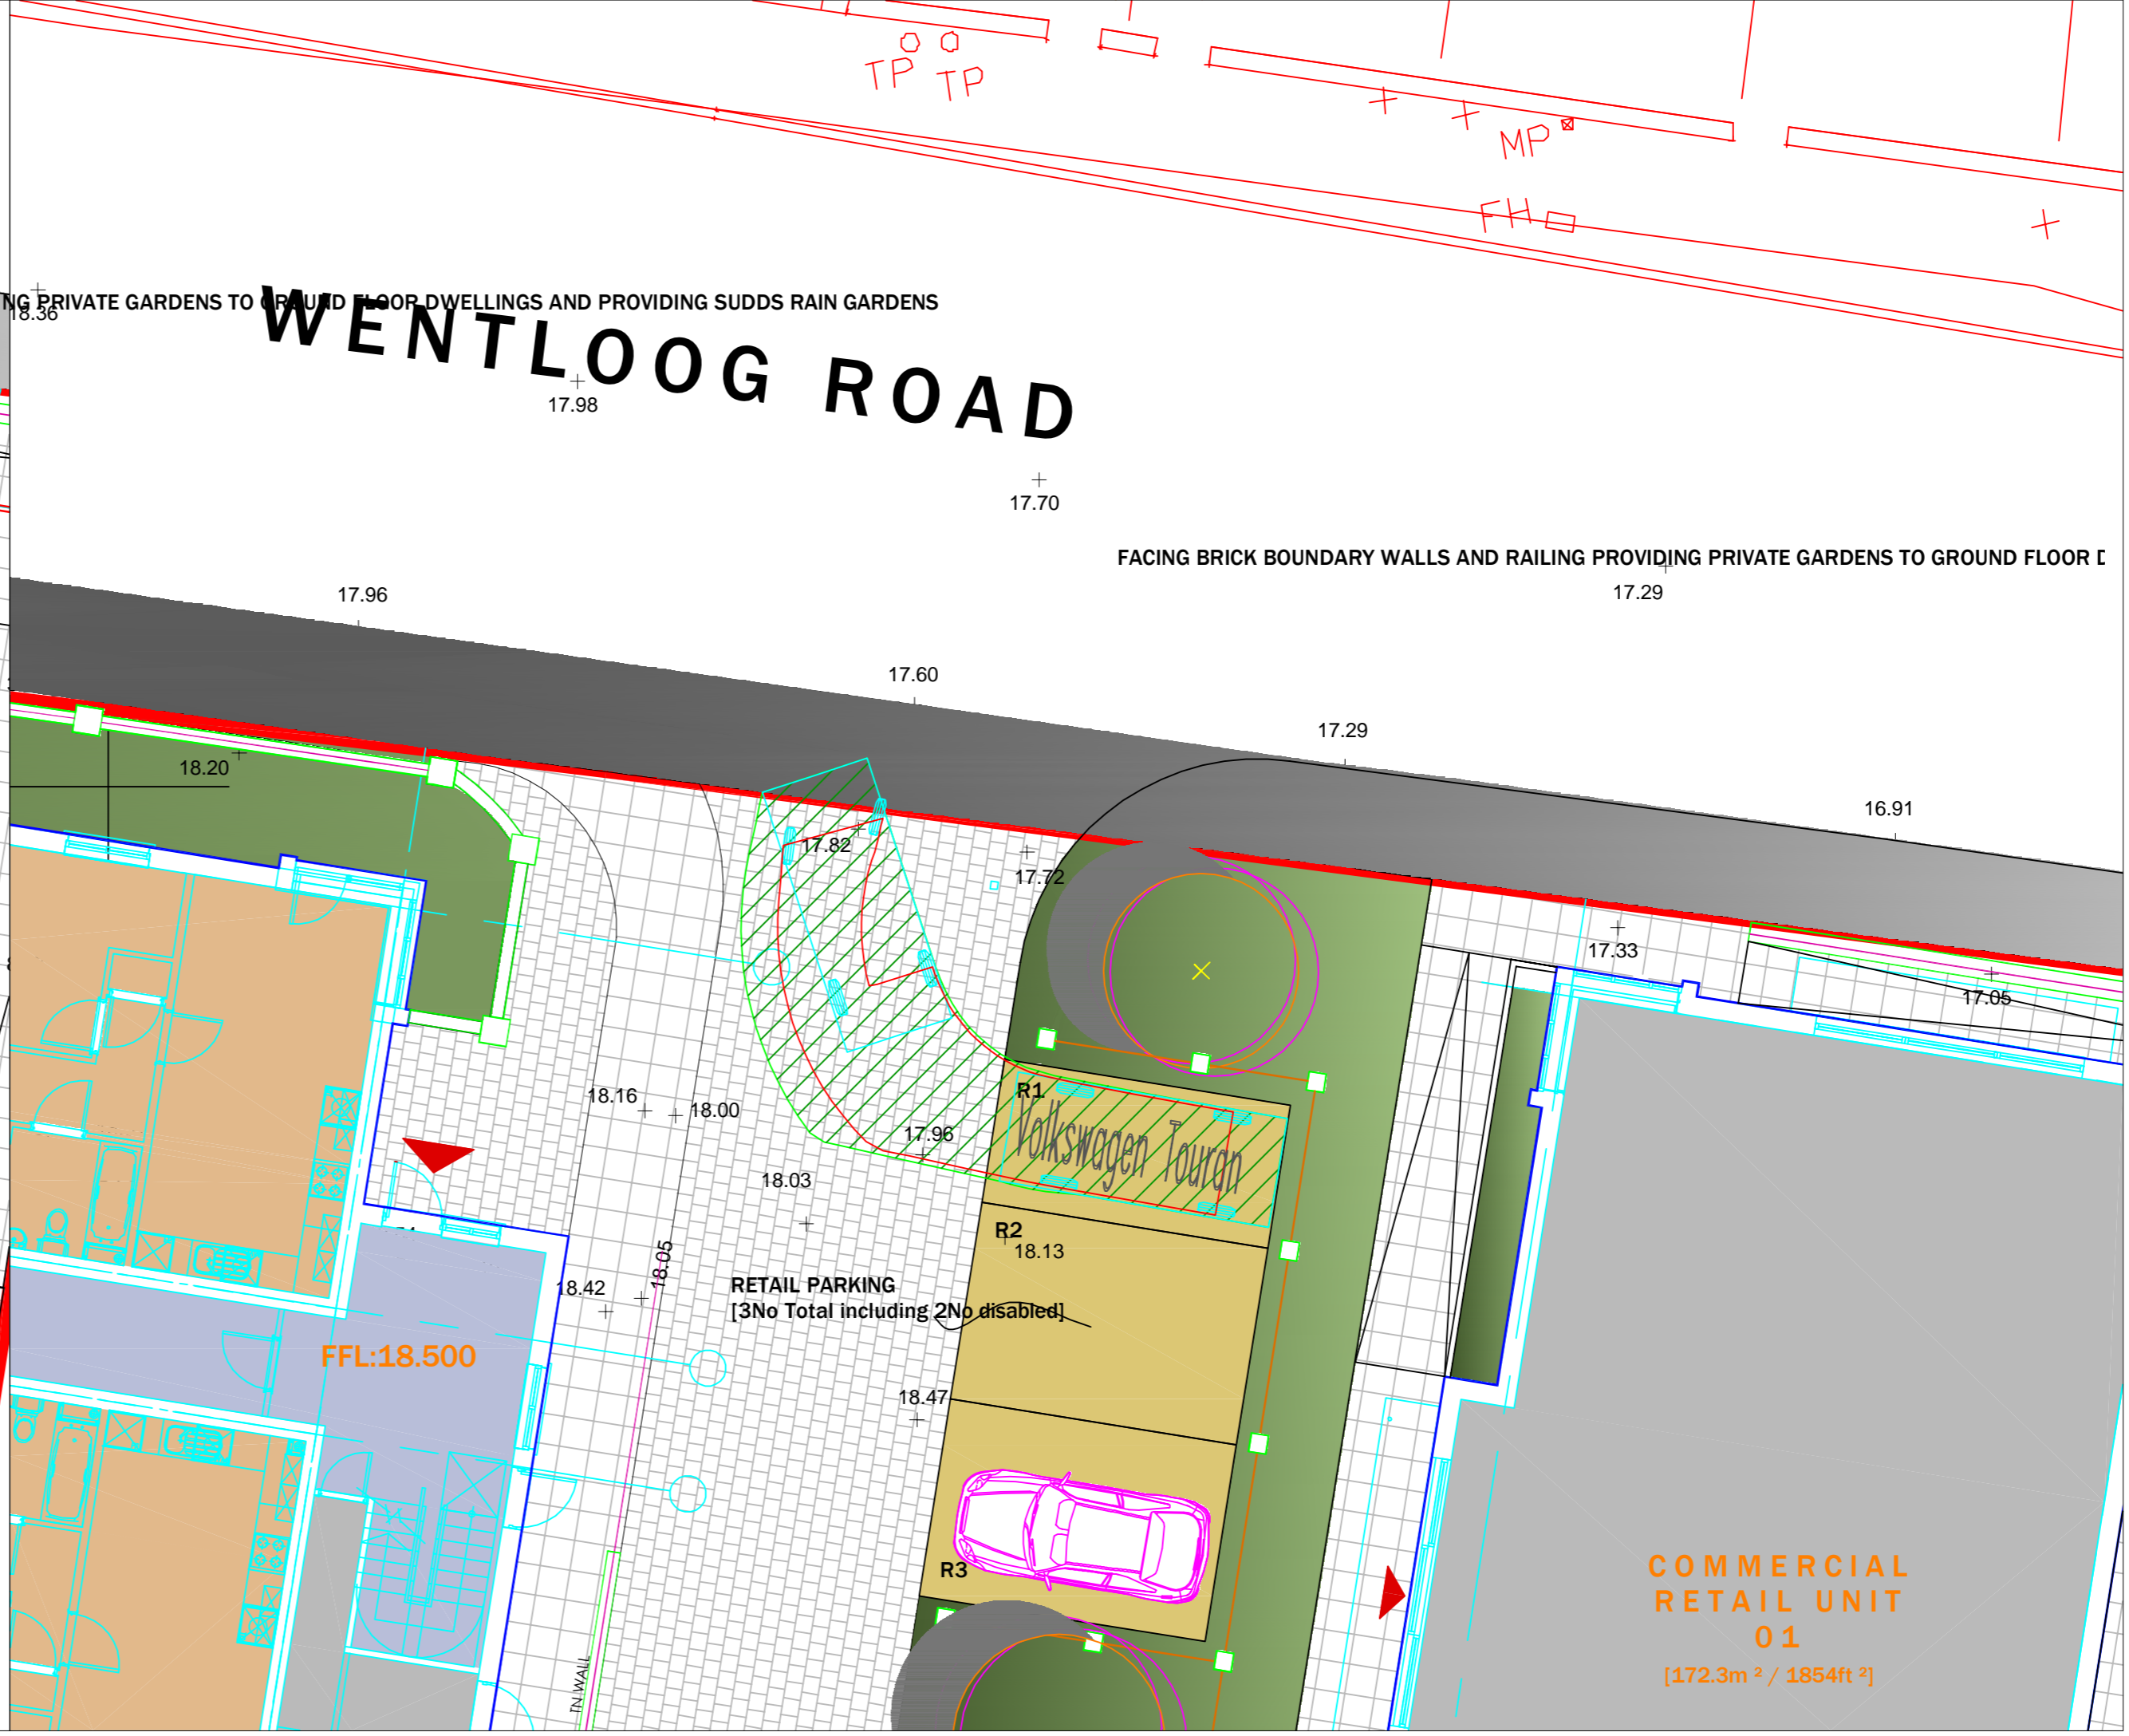 TP TP
MP
FH
NG PRIVATE GARDENS TO GROUND FLOOR DWELLINGS AND PROVIDING SUDDS RAIN GARDENS
18.36
WENTLOOG ROAD
17.98
17.70
FACING BRICK BOUNDARY WALLS AND RAILING PROVIDING PRIVATE GARDENS TO GROUND FLOOR D
17.29
17.96
17.60
17.29
16.91
18.20
17.82
17.72
17.33
17.05
R1
18.16
18.00
17.96
Volkswagen Touran
18.03
R2
18.13
18.05
18.42
RETAIL PARKING
[3No Total including 2No disabled]
FFL:18.500
18.47
R3
COMMERCIAL
RETAIL UNIT
01
[172.3m ² / 1854ft ²]
TN WALL